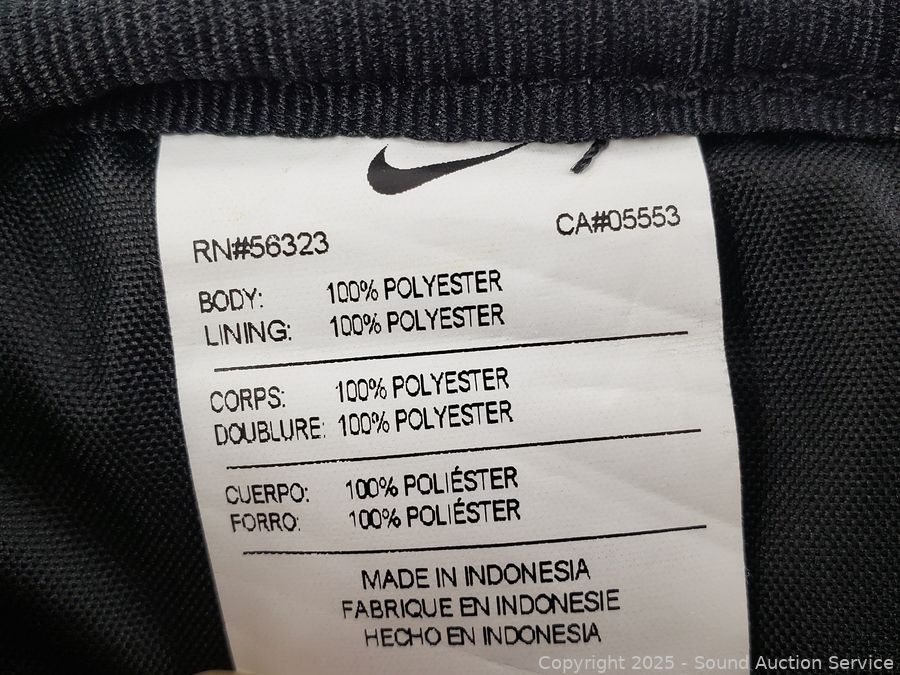 RN#56323 CA#05553
BODY: 100% POLYESTER
LINING: 100% POLYESTER
CORPS: 100% POLYESTER
DOUBLURE: 100% POLYESTER
CUERPO: 100% POLIÉSTER
FORRO: 100% POLIÉSTER
MADE IN INDONESIA
FABRIQUE EN INDONESIE
HECHO EN INDONESIA
Copyright 2025 - Sound Auction Service